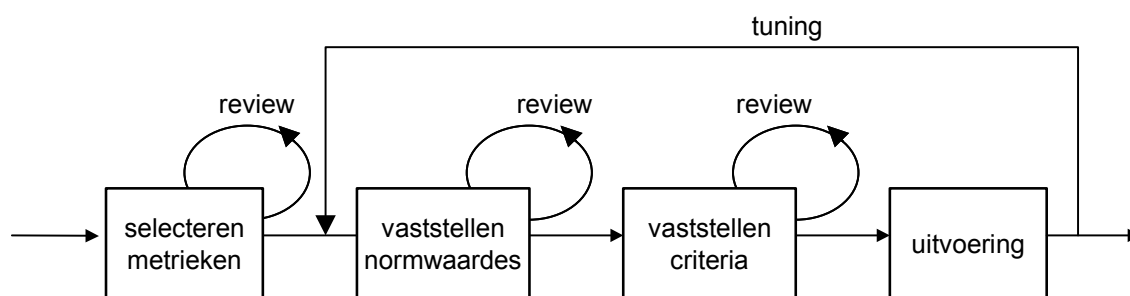 tuning
review
review
review
selecteren
metrieken
vaststellen
normwaardes
vaststellen
criteria
uitvoering